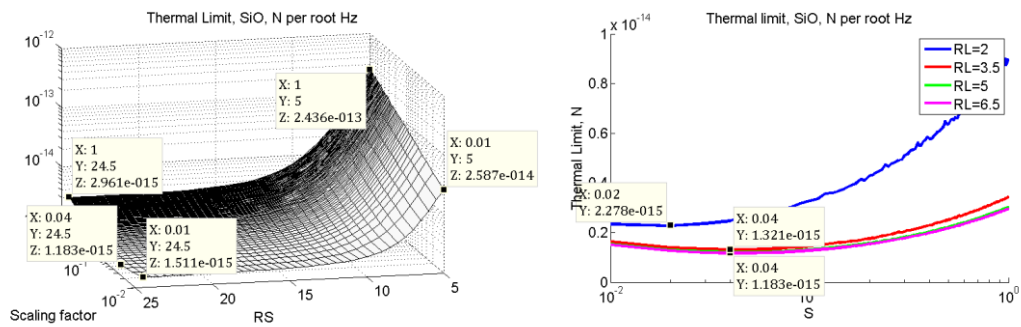 Thermal Limit, SiO, N per root Hz
10^-12
10^-13
10^-14
10^-1
10^-2
X: 1
Y: 5
Z: 2.436e-013
X: 0.01
Y: 5
Z: 2.587e-014
X: 1
Y: 24.5
Z: 2.961e-015
X: 0.04
Y: 24.5
Z: 1.183e-015
X: 0.01
Y: 24.5
Z: 1.511e-015
25
20
15
10
5
Scaling factor
RS
Thermal limit, SiO, N per root Hz
x 10^-14
1
0.8
0.6
0.4
0.2
0
Thermal Limit, N
RL=2
RL=3.5
RL=5
RL=6.5
X: 0.02
Y: 2.278e-015
X: 0.04
Y: 1.321e-015
X: 0.04
Y: 1.183e-015
10^-2
10^0
S